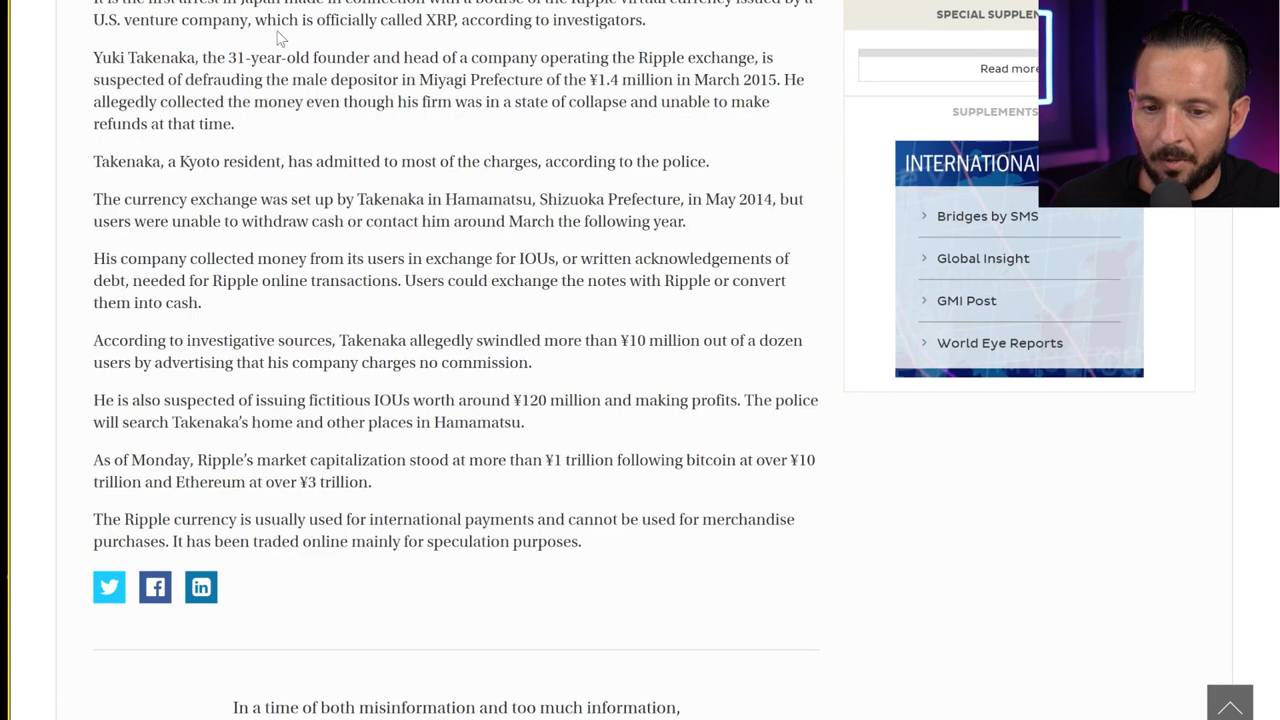 It is the first arrest in Japan made in connection with a bourse of the Ripple virtual currency issued by a
U.S. venture company, which is officially called XRP, according to investigators.
Yuki Takenaka, the 31-year-old founder and head of a company operating the Ripple exchange, is
suspected of defrauding the male depositor in Miyagi Prefecture of the ¥1.4 million in March 2015. He
allegedly collected the money even though his firm was in a state of collapse and unable to make
refunds at that time.
Takenaka, a Kyoto resident, has admitted to most of the charges, according to the police.
The currency exchange was set up by Takenaka in Hamamatsu, Shizuoka Prefecture, in May 2014, but
users were unable to withdraw cash or contact him around March the following year.
His company collected money from its users in exchange for IOUs, or written acknowledgements of
debt, needed for Ripple online transactions. Users could exchange the notes with Ripple or convert
them into cash.
According to investigative sources, Takenaka allegedly swindled more than ¥10 million out of a dozen
users by advertising that his company charges no commission.
He is also suspected of issuing fictitious IOUs worth around ¥120 million and making profits. The police
will search Takenaka’s home and other places in Hamamatsu.
As of Monday, Ripple’s market capitalization stood at more than ¥1 trillion following bitcoin at over ¥10
trillion and Ethereum at over ¥3 trillion.
The Ripple currency is usually used for international payments and cannot be used for merchandise
purchases. It has been traded online mainly for speculation purposes.
In a time of both misinformation and too much information,
SPECIAL SUPPLEN
Read more
SUPPLEMENTS
INTERNATIONAL
Bridges by SMS
Global Insight
GMI Post
World Eye Reports